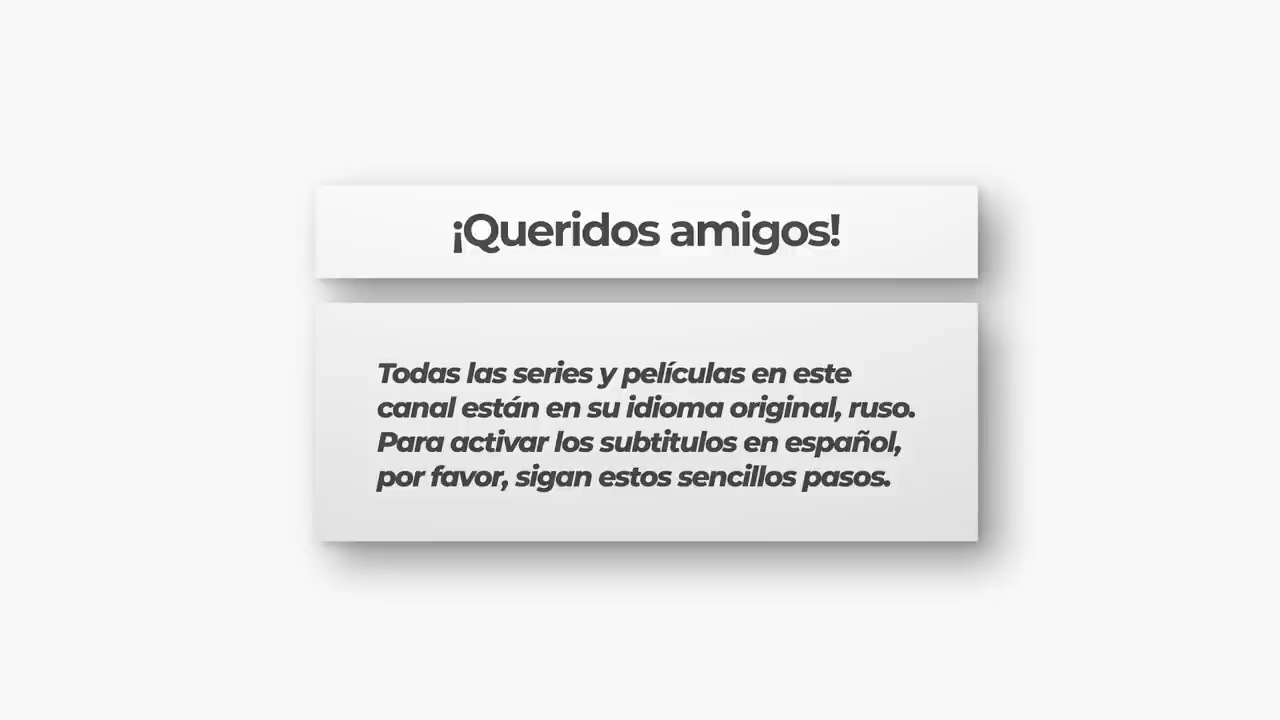 ¡Queridos amigos!
Todas las series y películas en este
canal están en su idioma original, ruso.
Para activar los subtitulos en español,
por favor, sigan estos sencillos pasos.